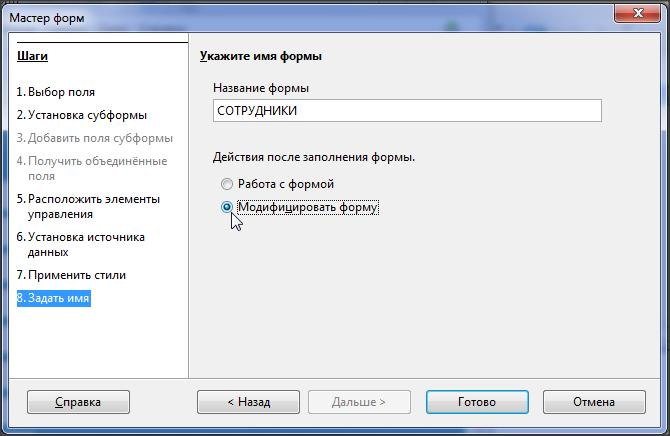 Мастер форм
Шаги
1. Выбор поля
2. Установка субформы
3. Добавить поля субформы
4. Получить объединённые
поля
5. Расположить элементы
управления
6. Установка источника
данных
7. Применить стили
8. Задать имя
Укажите имя формы
Название формы
СОТРУДНИКИ
Действия после заполнения формы.
Работа с формой
Модифицировать форму
Справка
< Назад
Дальше >
Готово
Отмена